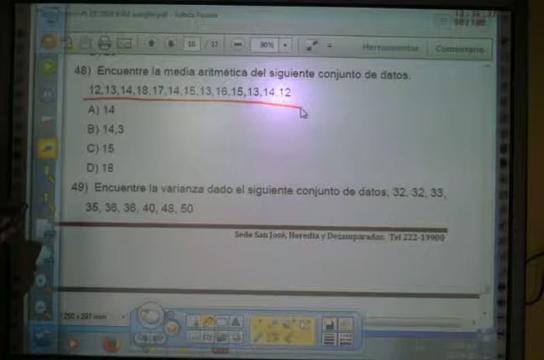 16 / 17
90%
Herramientas
Comentario
48) Encuentre la media aritmética del siguiente conjunto de datos.
12,13,14,18,17,14,15,13,16,15,13,14,12
A) 14
B) 14,3
C) 15
D) 18
49) Encuentre la varianza dado el siguiente conjunto de datos, 32, 32, 33,
35, 36, 36, 40, 48, 50
Sede San José, Heredia y Desamparados. Tel 222-19900